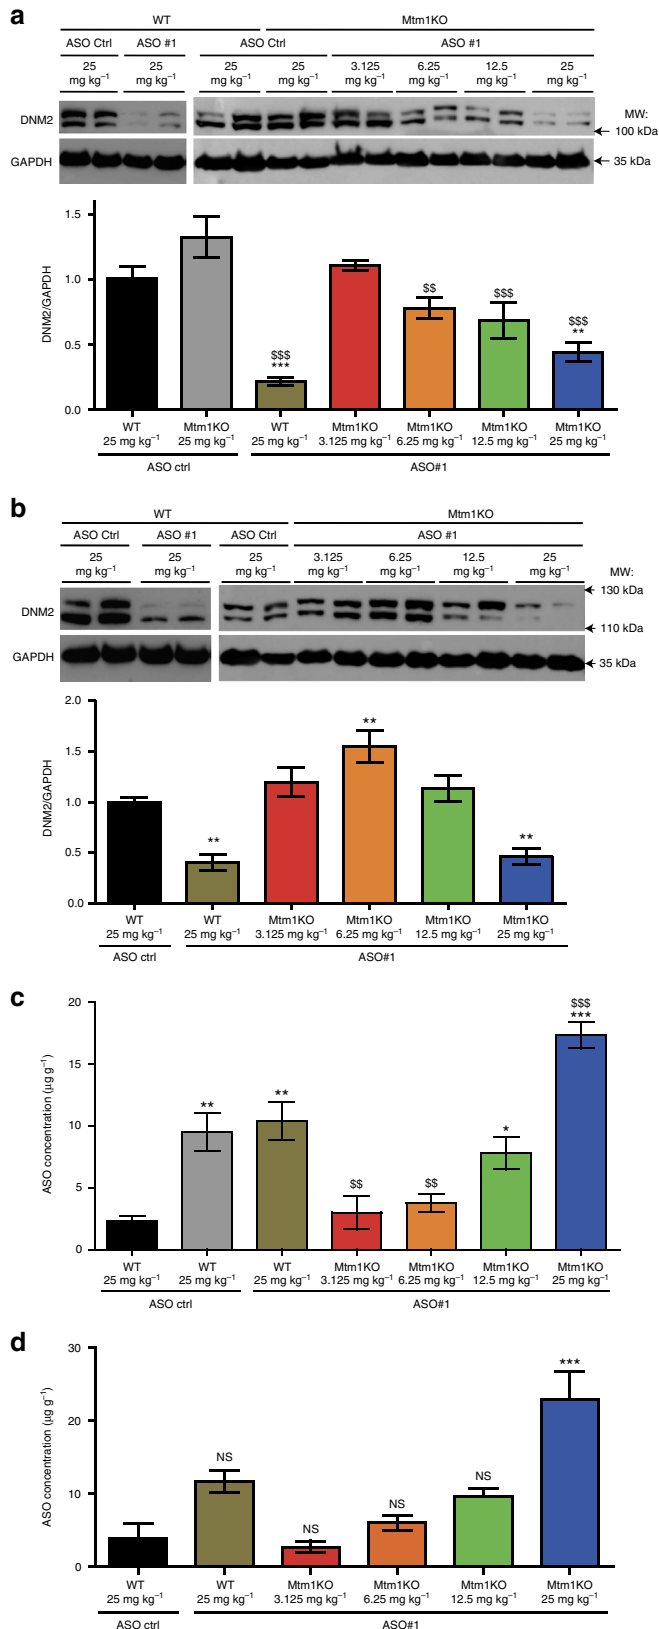 a
WT Mtm1KO
ASO Ctrl ASO #1 ASO Ctrl ASO #1
25 25 25 25 3.125 6.25 12.5 25
mg kg⁻¹ mg kg⁻¹ mg kg⁻¹ mg kg⁻¹ mg kg⁻¹ mg kg⁻¹ mg kg⁻¹ mg kg⁻¹
MW:
DNM2
100 kDa
GAPDH
35 kDa
DNM2/GAPDH
1.5
1.0
0.5
0.0
$$$
***
$$
$$$
$$$
**
WT Mtm1KO WT Mtm1KO Mtm1KO Mtm1KO Mtm1KO
25 mg kg⁻¹ 25 mg kg⁻¹ 25 mg kg⁻¹ 3.125 mg kg⁻¹ 6.25 mg kg⁻¹ 12.5 mg kg⁻¹ 25 mg kg⁻¹
ASO ctrl ASO#1
b
WT Mtm1KO
ASO Ctrl ASO #1 ASO Ctrl ASO #1
25 25 25 3.125 6.25 12.5 25
mg kg⁻¹ mg kg⁻¹ mg kg⁻¹ mg kg⁻¹ mg kg⁻¹ mg kg⁻¹ mg kg⁻¹
MW:
130 kDa
DNM2
110 kDa
GAPDH
35 kDa
DNM2/GAPDH
2.0
1.5
1.0
0.5
0.0
**
**
**
WT WT Mtm1KO Mtm1KO Mtm1KO Mtm1KO
25 mg kg⁻¹ 25 mg kg⁻¹ 3.125 mg kg⁻¹ 6.25 mg kg⁻¹ 12.5 mg kg⁻¹ 25 mg kg⁻¹
ASO ctrl ASO#1
c
ASO concentration (µg g⁻¹)
20
15
10
5
0
**
**
$$
$$
*
$$$
***
WT WT WT Mtm1KO Mtm1KO Mtm1KO Mtm1KO
25 mg kg⁻¹ 25 mg kg⁻¹ 25 mg kg⁻¹ 3.125 mg kg⁻¹ 6.25 mg kg⁻¹ 12.5 mg kg⁻¹ 25 mg kg⁻¹
ASO ctrl ASO#1
d
ASO concentration (µg g⁻¹)
30
20
10
0
NS
NS
NS
NS
***
WT WT Mtm1KO Mtm1KO Mtm1KO Mtm1KO
25 mg kg⁻¹ 25 mg kg⁻¹ 3.125 mg kg⁻¹ 6.25 mg kg⁻¹ 12.5 mg kg⁻¹ 25 mg kg⁻¹
ASO ctrl ASO#1